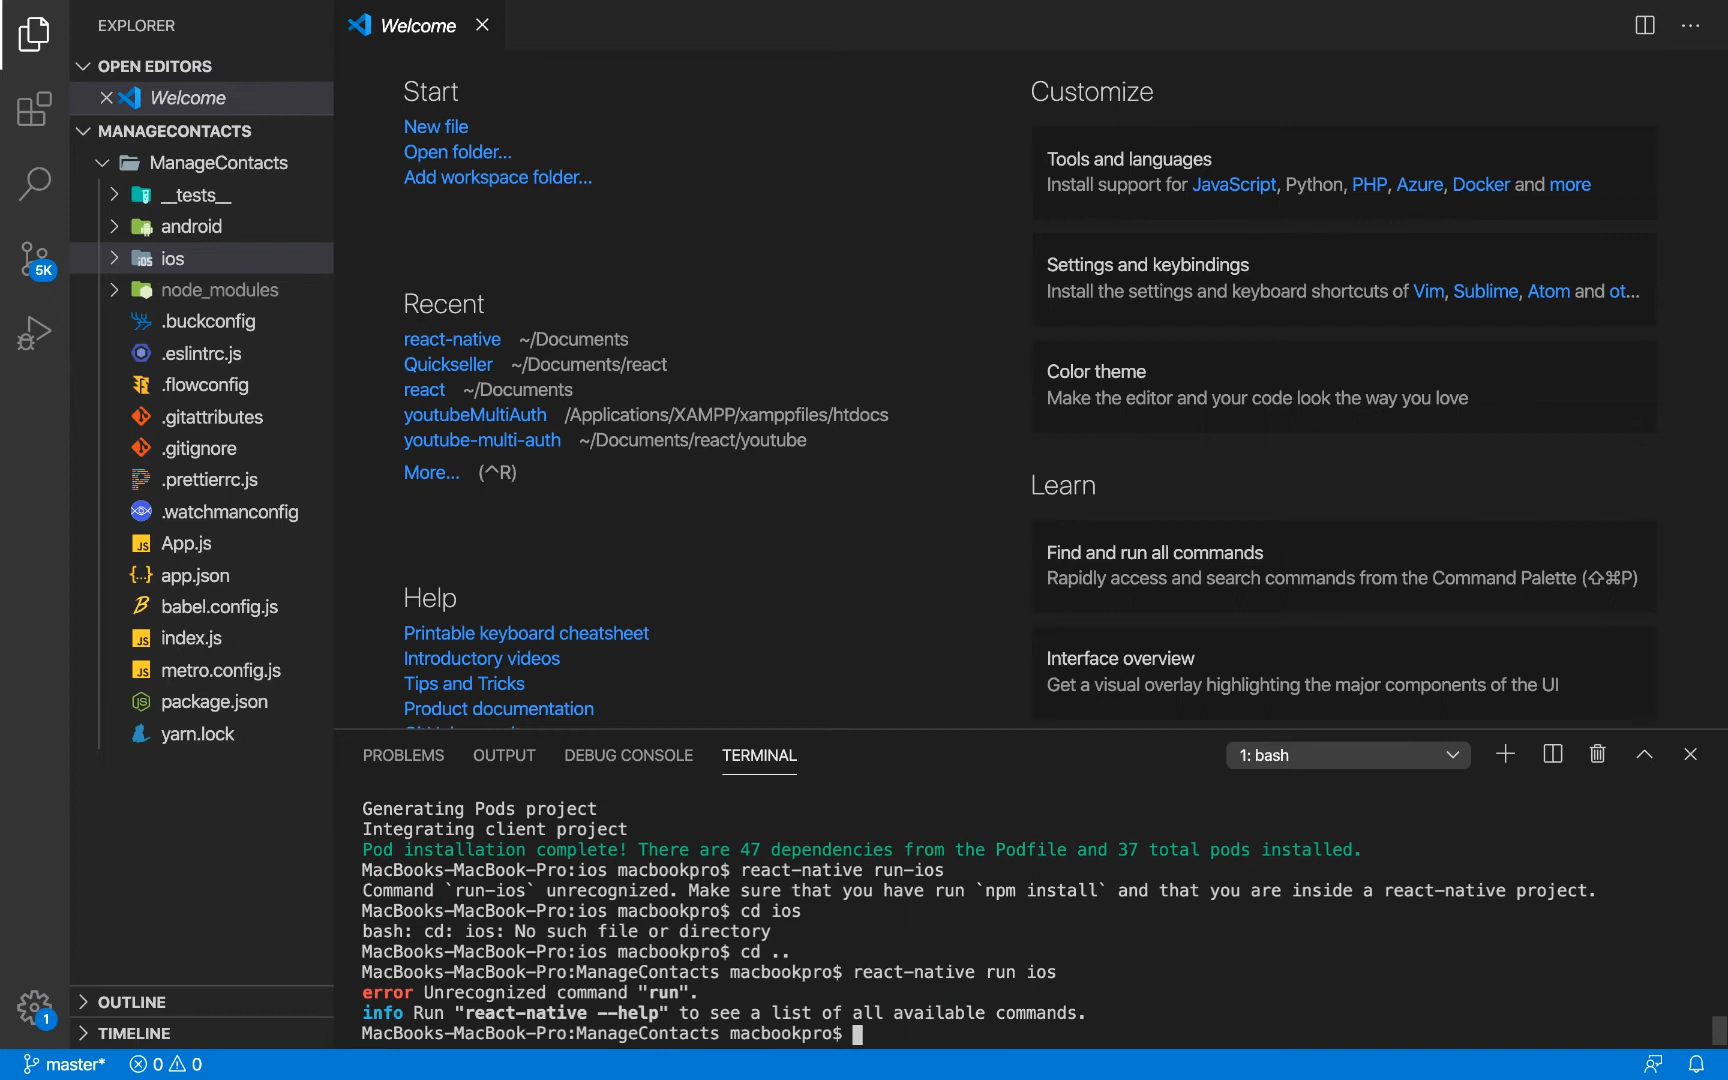 EXPLORER
OPEN EDITORS
Welcome
MANAGECONTACTS
ManageContacts
__tests__
android
ios
node_modules
.buckconfig
.eslintrc.js
.flowconfig
.gitattributes
.gitignore
.prettierrc.js
.watchmanconfig
App.js
app.json
babel.config.js
index.js
metro.config.js
package.json
yarn.lock
OUTLINE
TIMELINE
5K
1
Welcome
Start
New file
Open folder...
Add workspace folder...
Recent
react-native ~/Documents
Quickseller ~/Documents/react
react ~/Documents
youtubeMultiAuth /Applications/XAMPP/xamppfiles/htdocs
youtube-multi-auth ~/Documents/react/youtube
More... (^R)
Help
Printable keyboard cheatsheet
Introductory videos
Tips and Tricks
Product documentation
Customize
Tools and languages
Install support for JavaScript, Python, PHP, Azure, Docker and more
Settings and keybindings
Install the settings and keyboard shortcuts of Vim, Sublime, Atom and ot...
Color theme
Make the editor and your code look the way you love
Learn
Find and run all commands
Rapidly access and search commands from the Command Palette (⇧⌘P)
Interface overview
Get a visual overlay highlighting the major components of the UI
PROBLEMS OUTPUT DEBUG CONSOLE TERMINAL
1: bash
Generating Pods project
Integrating client project
Pod installation complete! There are 47 dependencies from the Podfile and 37 total pods installed.
MacBooks-MacBook-Pro:ios macbookpro$ react-native run-ios
Command `run-ios` unrecognized. Make sure that you have run `npm install` and that you are inside a react-native project.
MacBooks-MacBook-Pro:ios macbookpro$ cd ios
bash: cd: ios: No such file or directory
MacBooks-MacBook-Pro:ios macbookpro$ cd ..
MacBooks-MacBook-Pro:ManageContacts macbookpro$ react-native run ios
error Unrecognized command "run".
info Run "react-native --help" to see a list of all available commands.
MacBooks-MacBook-Pro:ManageContacts macbookpro$
master* 0 0